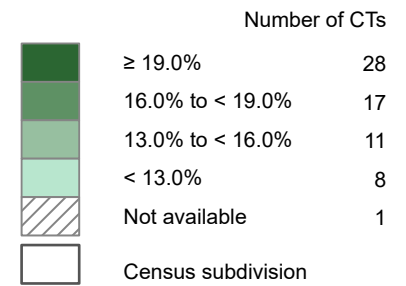 Number of CTs
≥ 19.0% 28
16.0% to < 19.0% 17
13.0% to < 16.0% 11
< 13.0% 8
Not available 1
Census subdivision